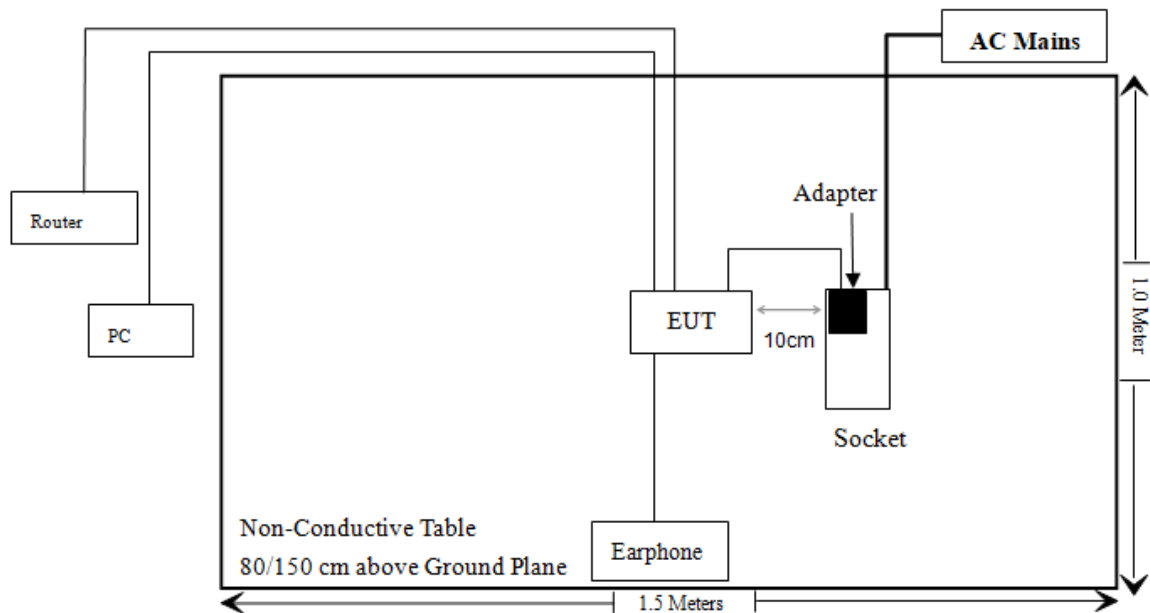 AC Mains
Router
Adapter
PC
EUT
10cm
1.0 Meter
Socket
Non-Conductive Table
80/150 cm above Ground Plane
Earphone
1.5 Meters